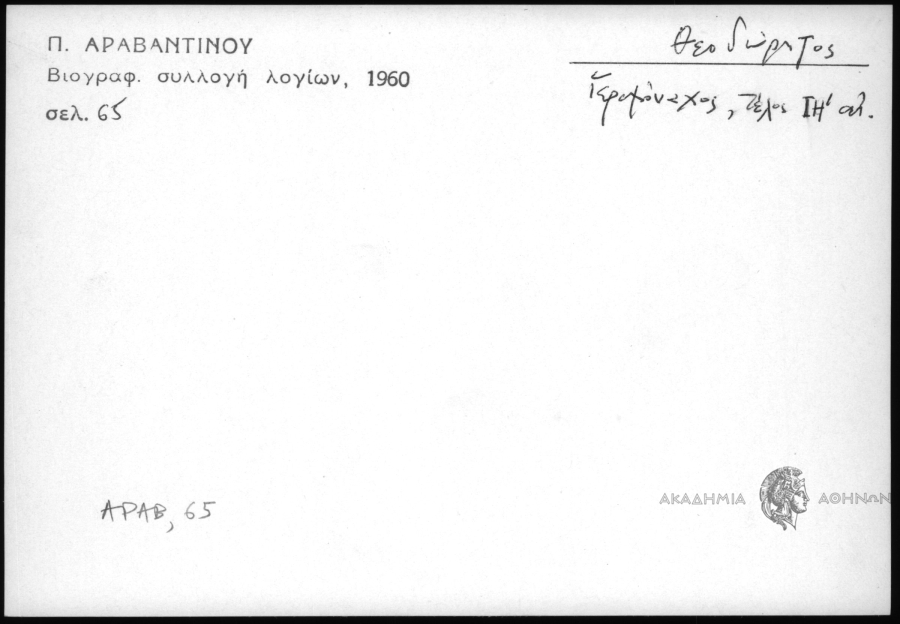 Π. ΑΡΑΒΑΝΤΙΝΟΥ
Βιογραφ. συλλογή λογίων, 1960
σελ. 65
Θεοδώρητος
ἱερομόναχος, τέλος ΙΗ' αἰ.
ΑΡΑΒ, 65
ΑΚΑΔΗΜΙΑ ΑΘΗΝΩΝ